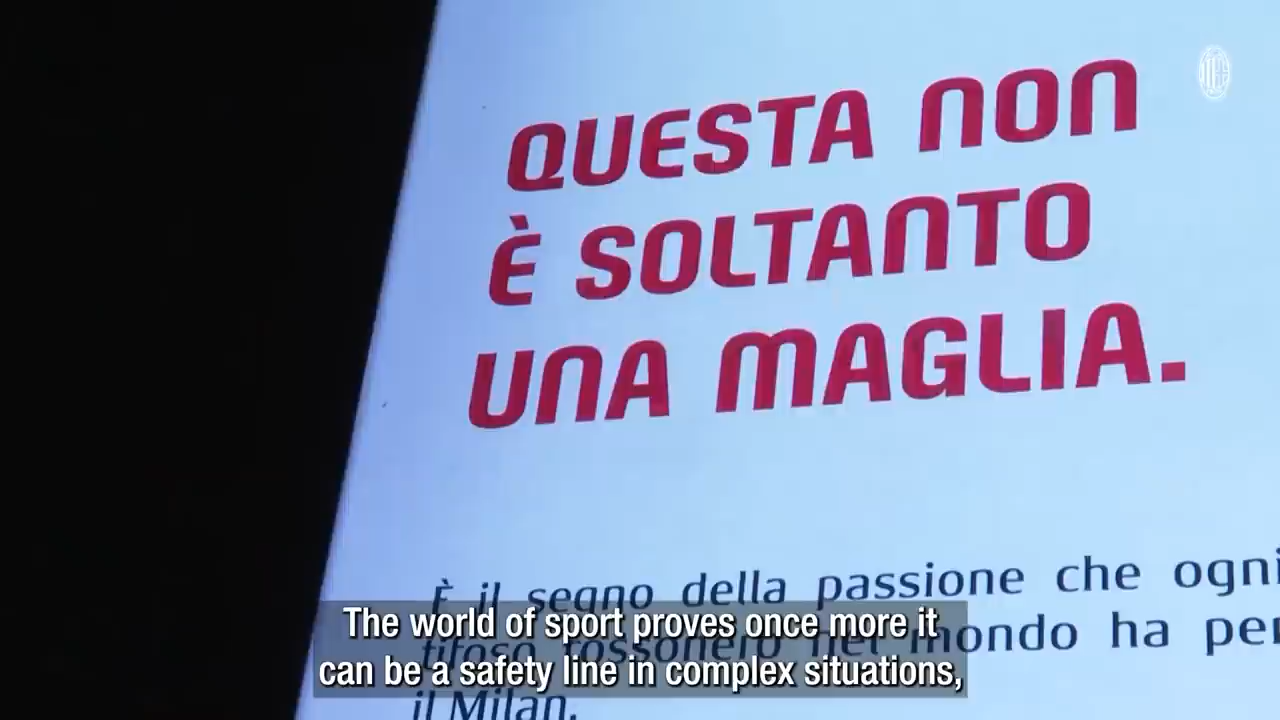 QUESTA NON
È SOLTANTO
UNA MAGLIA.
È il segno della passione che ogni
tifoso rossonero nel mondo ha per
il Milan.
The world of sport proves once more it
can be a safety line in complex situations,